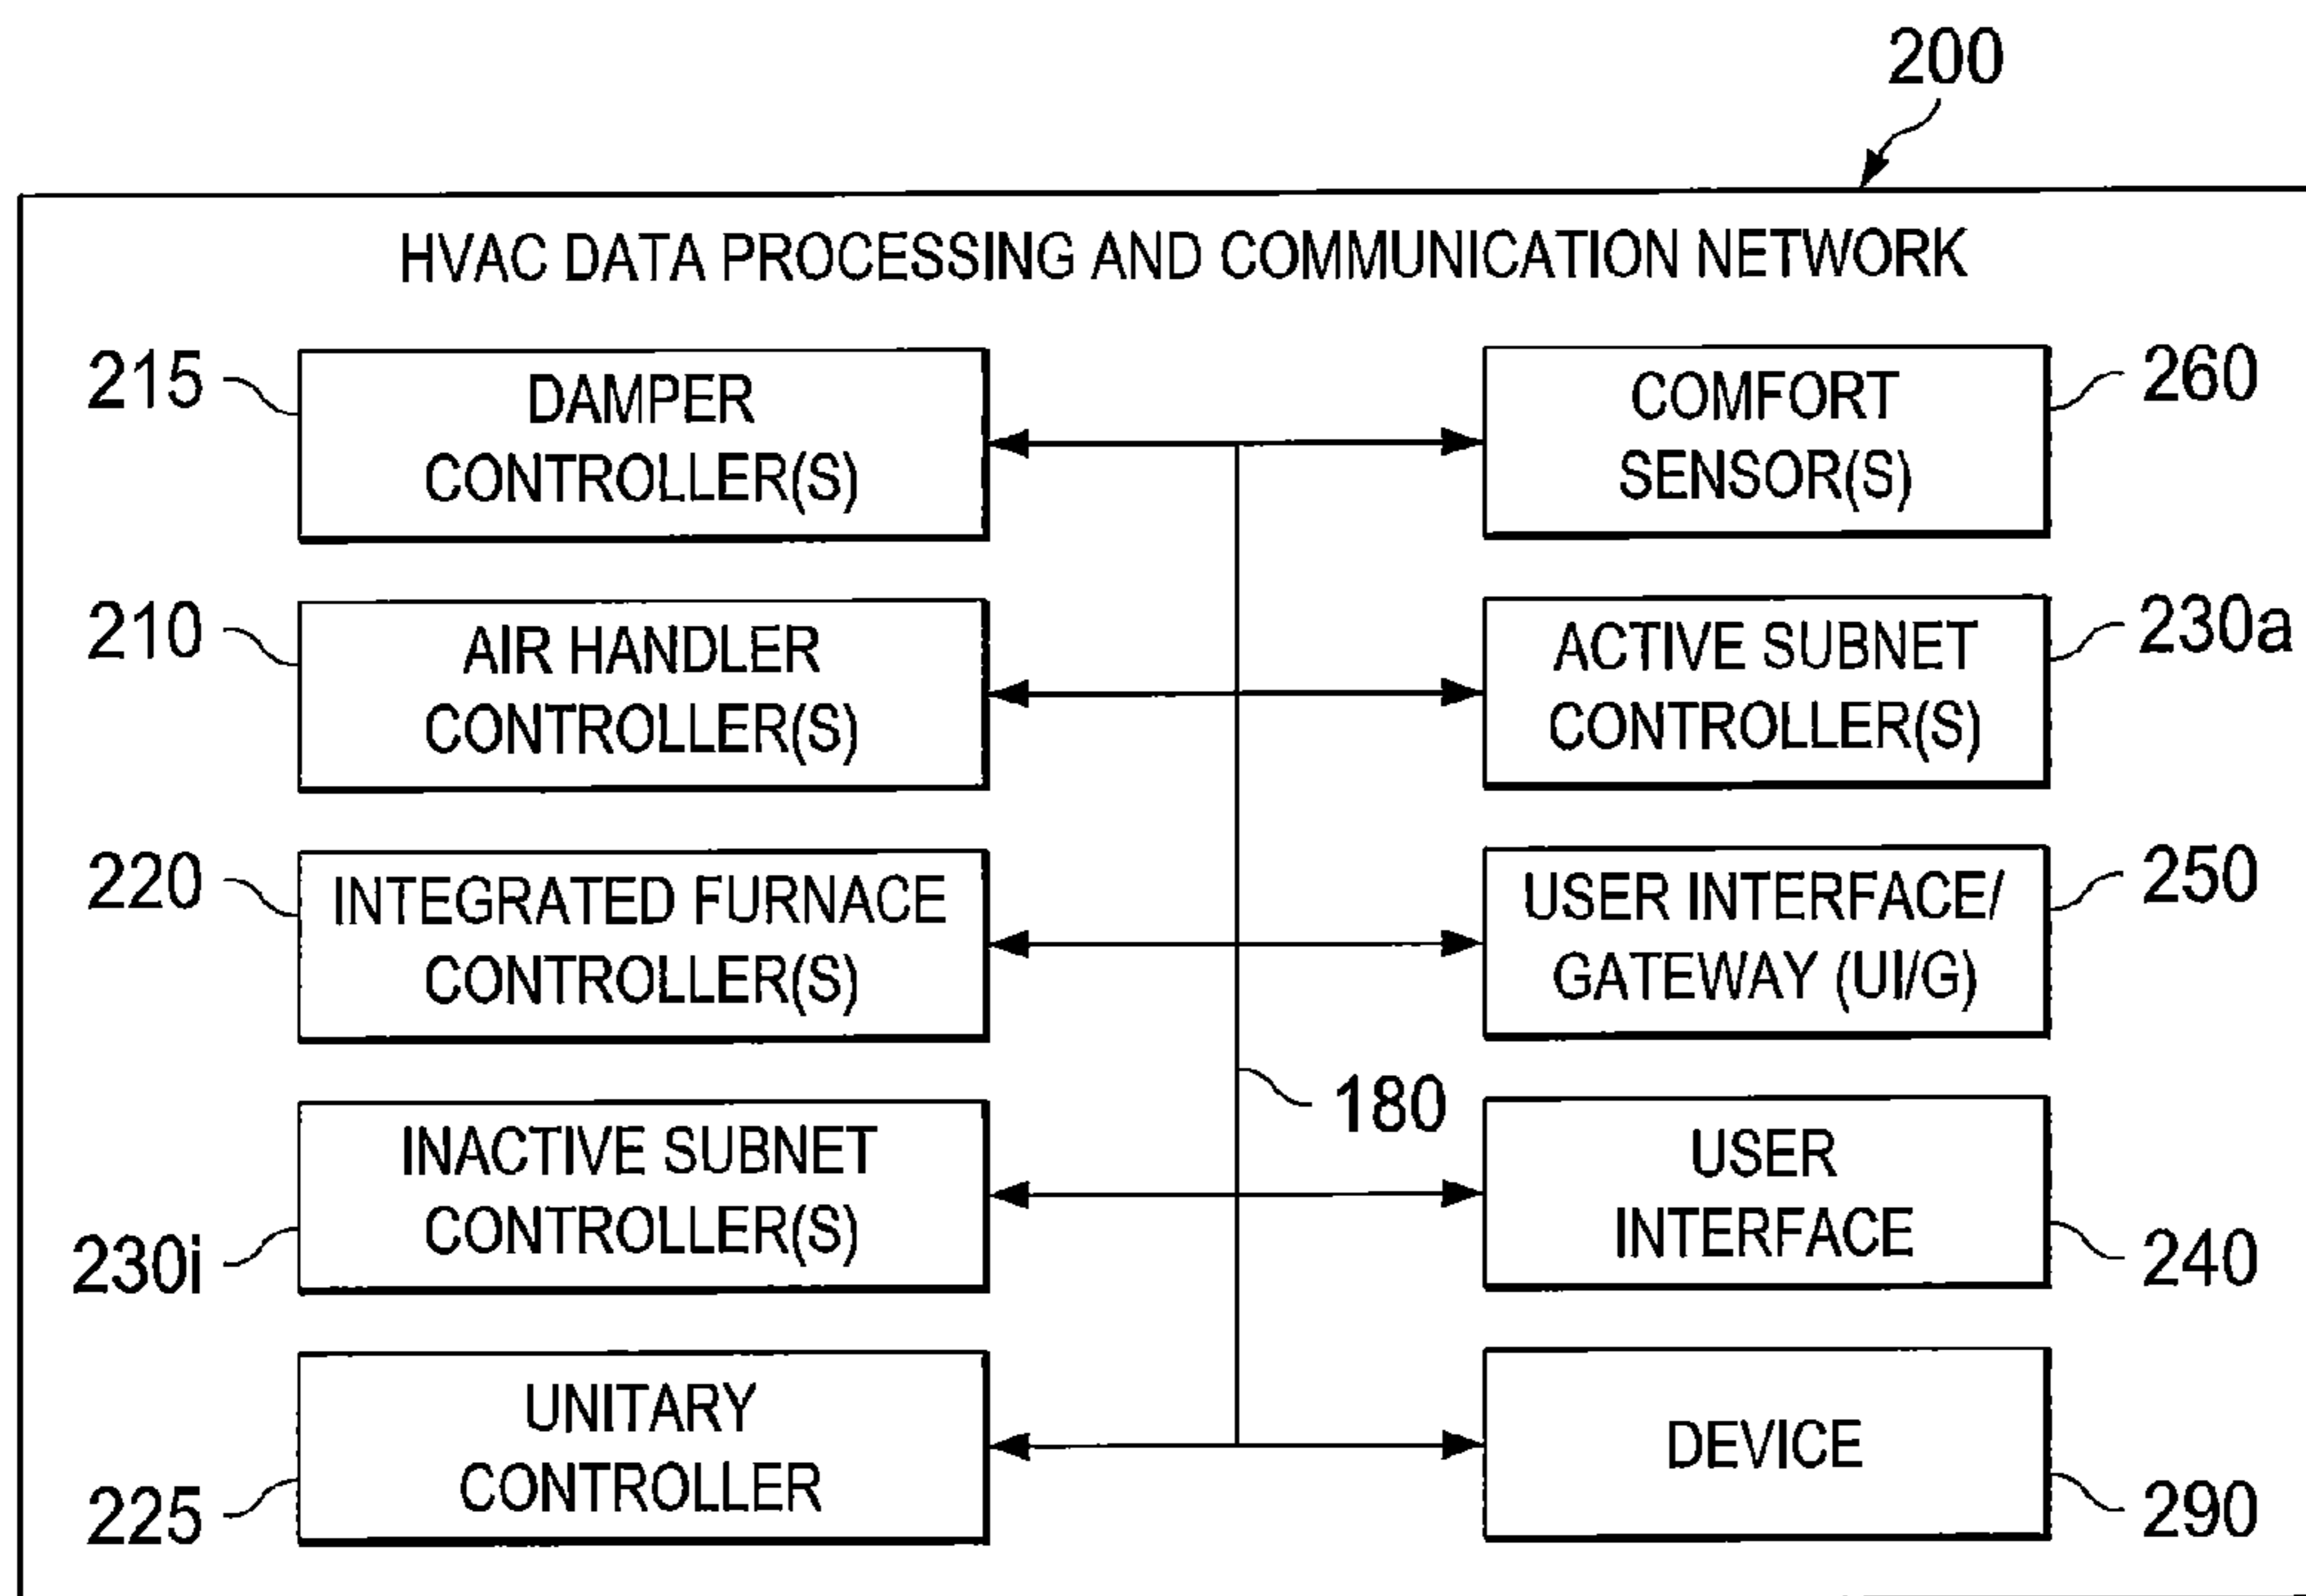 200
HVAC DATA PROCESSING AND COMMUNICATION NETWORK
215
DAMPER
CONTROLLER(S)
COMFORT
SENSOR(S)
260
210
AIR HANDLER
CONTROLLER(S)
ACTIVE SUBNET
CONTROLLER(S)
230a
220
INTEGRATED FURNACE
CONTROLLER(S)
USER INTERFACE/
GATEWAY (UI/G)
250
180
230i
INACTIVE SUBNET
CONTROLLER(S)
USER
INTERFACE
240
225
UNITARY
CONTROLLER
DEVICE
290